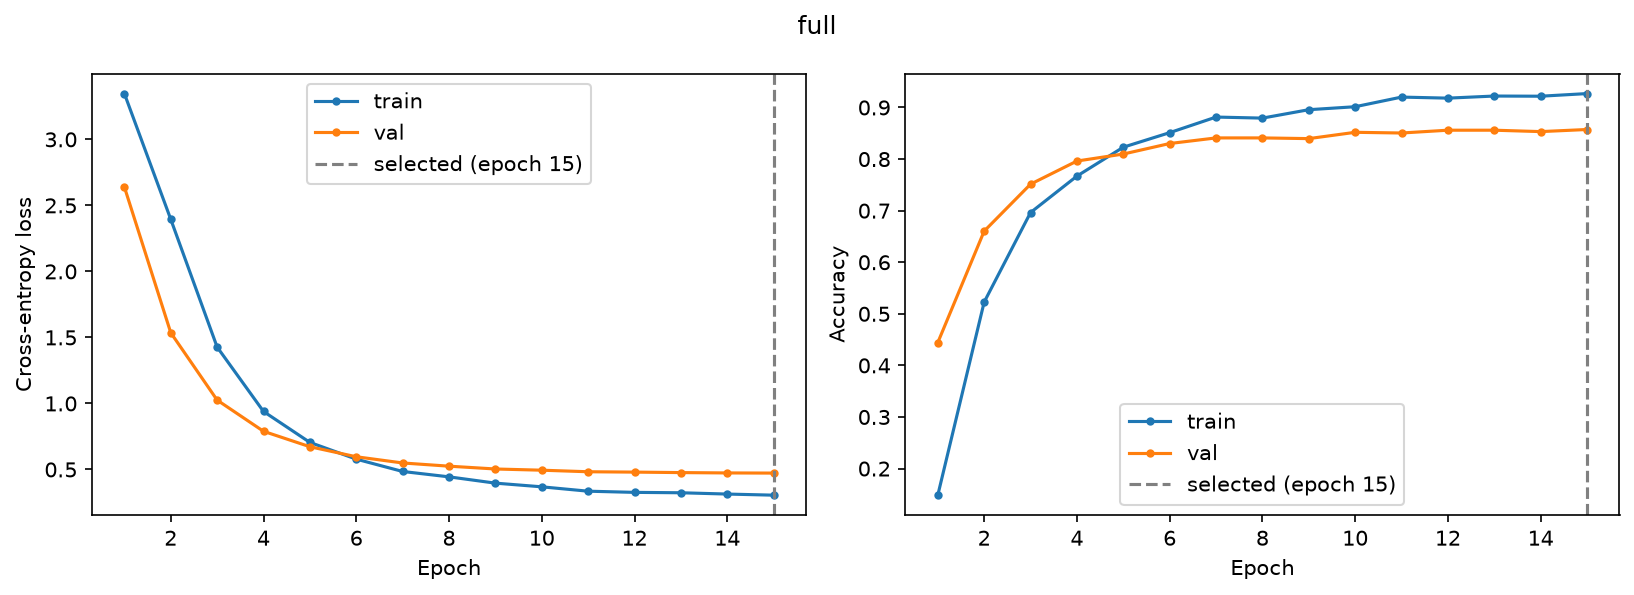 full
Cross-entropy loss
3.0
2.5
2.0
1.5
1.0
0.5
train
val
selected (epoch 15)
2 4 6 8 10 12 14
Epoch
Accuracy
0.9
0.8
0.7
0.6
0.5
0.4
0.3
0.2
train
val
selected (epoch 15)
2 4 6 8 10 12 14
Epoch